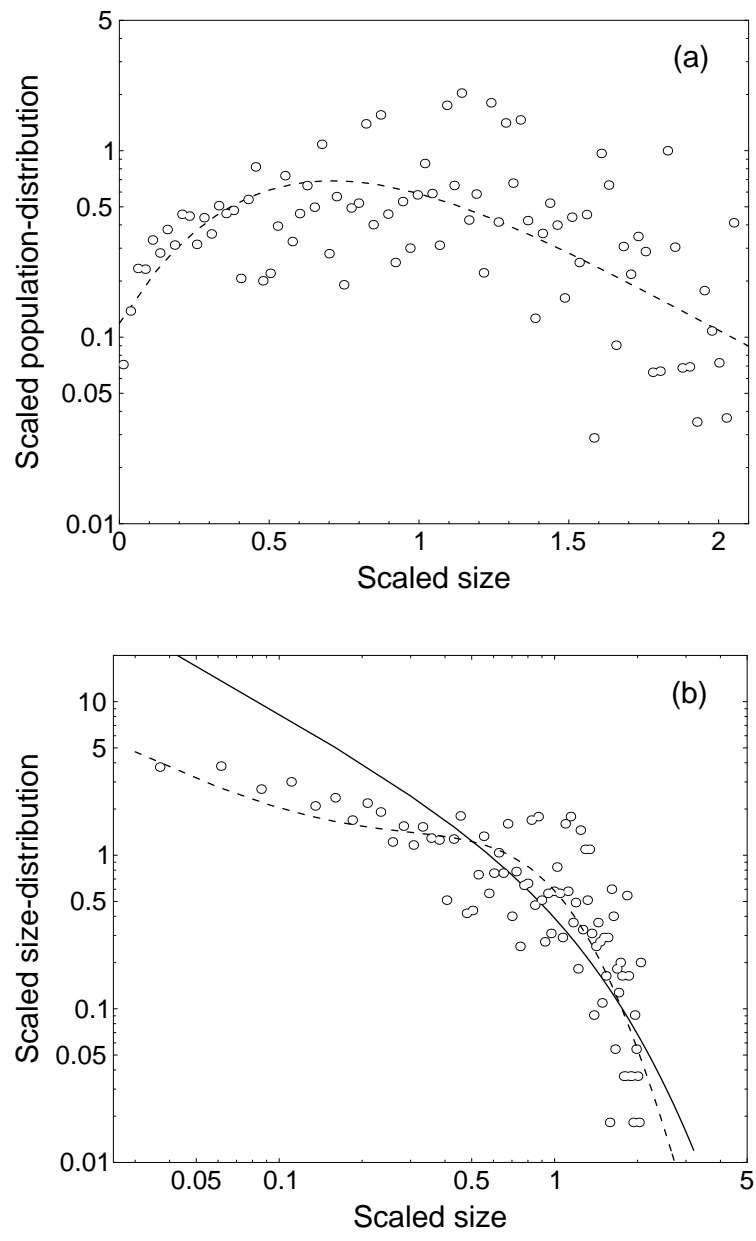 5
(a)
1
0.5
0.1
0.05
0.01
0 0.5 1 1.5 2
Scaled population-distribution
Scaled size
(b)
10
5
1
0.5
0.1
0.05
0.01
0.05 0.1 0.5 1 5
Scaled size-distribution
Scaled size